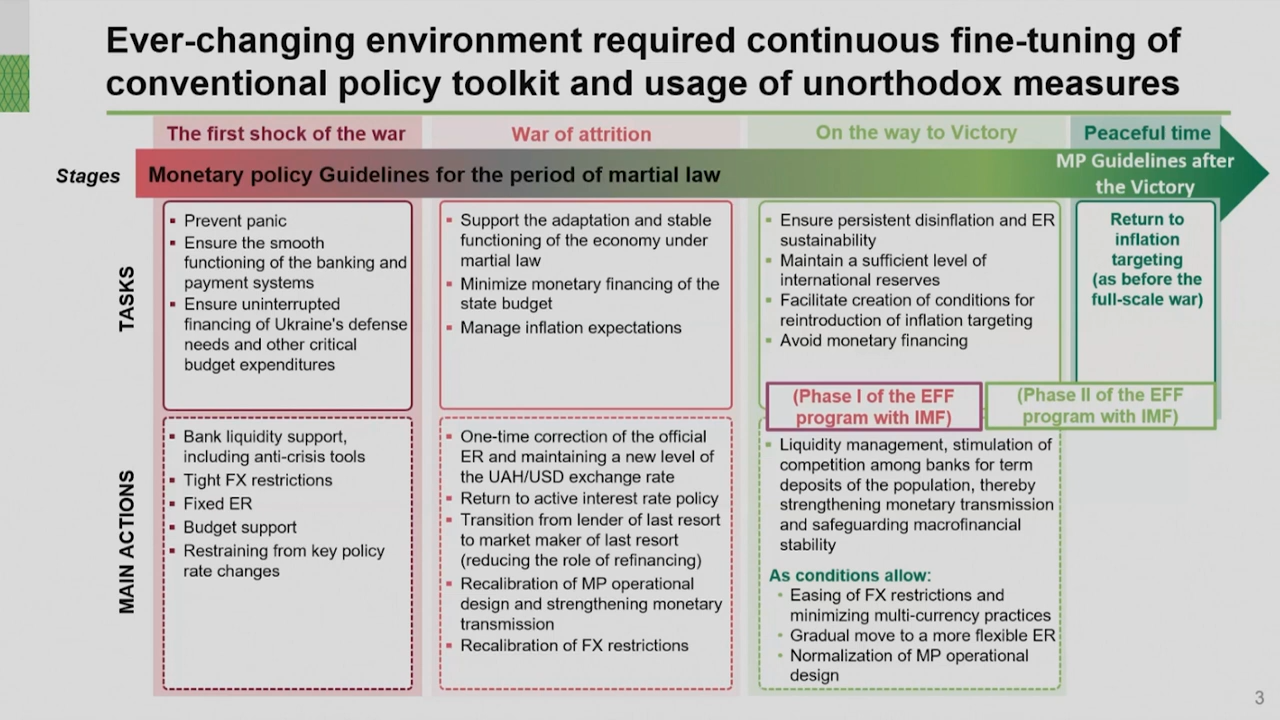 Ever-changing environment required continuous fine-tuning of
conventional policy toolkit and usage of unorthodox measures
The first shock of the war
War of attrition
On the way to Victory
Peaceful time
Stages
Monetary policy Guidelines for the period of martial law
MP Guidelines after
the Victory
TASKS
▪ Prevent panic
▪ Ensure the smooth
functioning of the banking and
payment systems
▪ Ensure uninterrupted
financing of Ukraine's defense
needs and other critical
budget expenditures
▪ Support the adaptation and stable
functioning of the economy under
martial law
▪ Minimize monetary financing of the
state budget
▪ Manage inflation expectations
▪ Ensure persistent disinflation and ER
sustainability
▪ Maintain a sufficient level of
international reserves
▪ Facilitate creation of conditions for
reintroduction of inflation targeting
▪ Avoid monetary financing
Return to
inflation
targeting
(as before the
full-scale war)
(Phase I of the EFF
program with IMF)
(Phase II of the EFF
program with IMF)
MAIN ACTIONS
▪ Bank liquidity support,
including anti-crisis tools
▪ Tight FX restrictions
▪ Fixed ER
▪ Budget support
▪ Restraining from key policy
rate changes
▪ One-time correction of the official
ER and maintaining a new level of
the UAH/USD exchange rate
▪ Return to active interest rate policy
▪ Transition from lender of last resort
to market maker of last resort
(reducing the role of refinancing)
▪ Recalibration of MP operational
design and strengthening monetary
transmission
▪ Recalibration of FX restrictions
▪ Liquidity management, stimulation of
competition among banks for term
deposits of the population, thereby
strengthening monetary transmission
and safeguarding macrofinancial
stability
As conditions allow:
▪ Easing of FX restrictions and
minimizing multi-currency practices
▪ Gradual move to a more flexible ER
▪ Normalization of MP operational
design
3